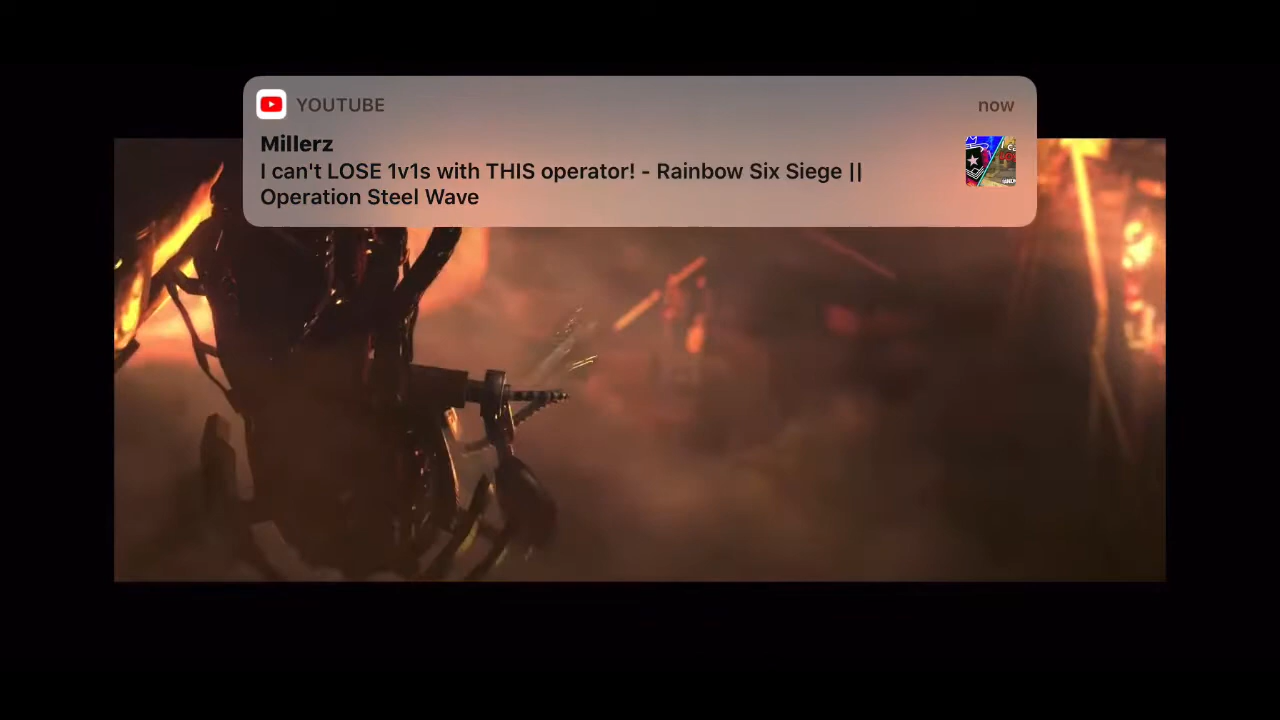 YOUTUBE
now
Millerz
I can't LOSE 1v1s with THIS operator! - Rainbow Six Siege ||
Operation Steel Wave